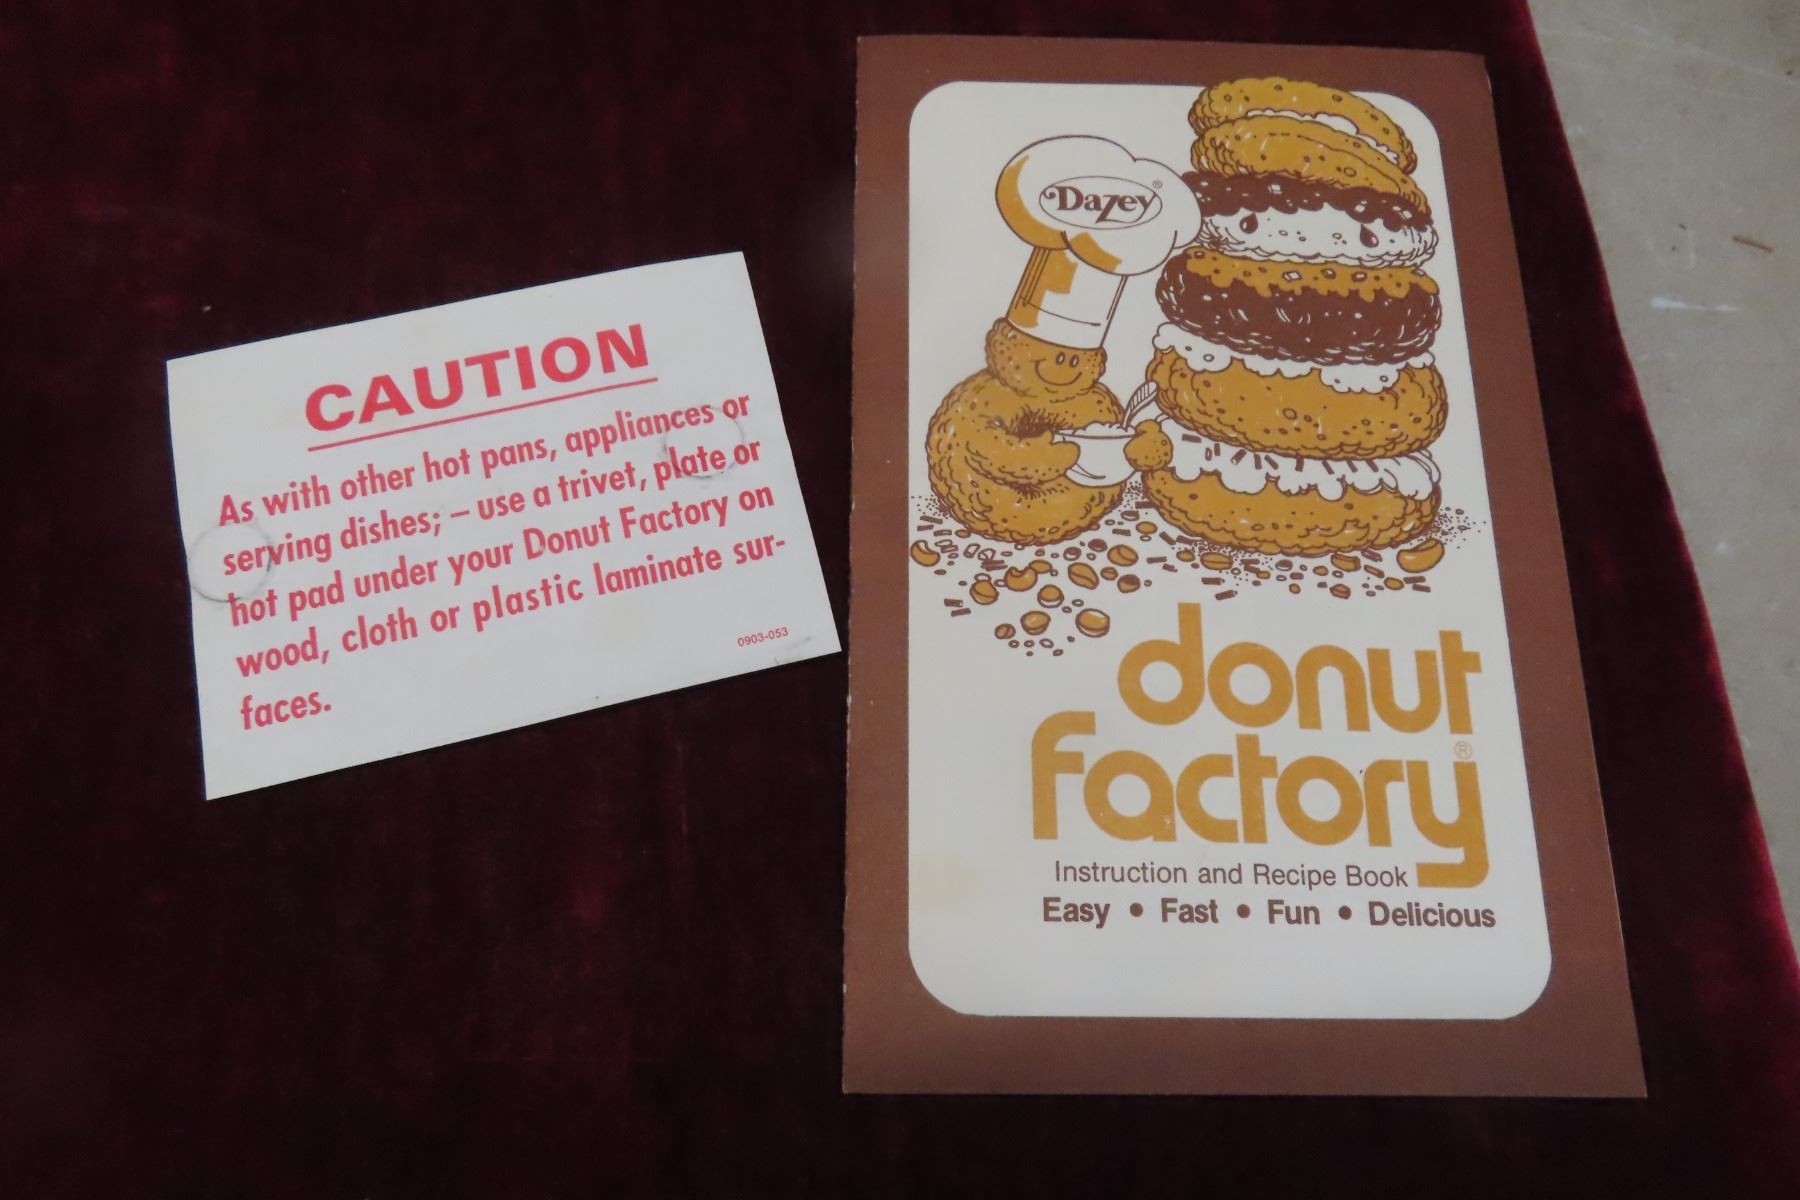 CAUTION
As with other hot pans, appliances or
serving dishes; – use a trivet, plate or
hot pad under your Donut Factory on
wood, cloth or plastic laminate sur-
faces.
0903-053
Dazey®
donut
factory®
Instruction and Recipe Book
Easy • Fast • Fun • Delicious